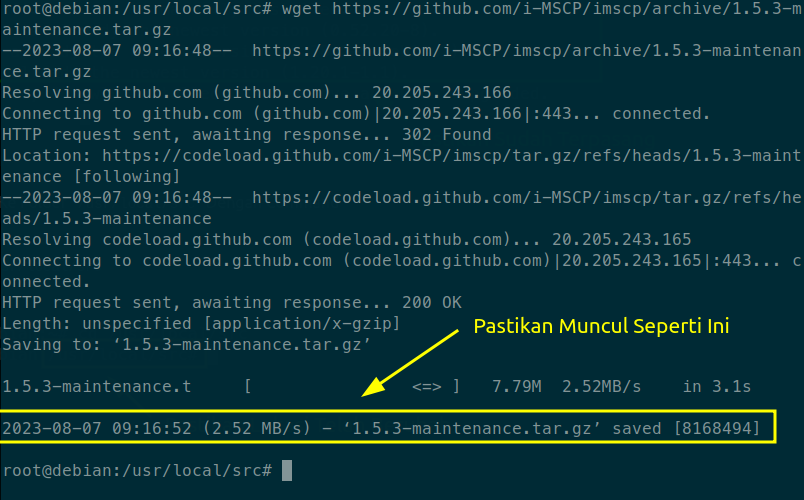 root@debian:/usr/local/src# wget https://github.com/i-MSCP/imscp/archive/1.5.3-m
aintenance.tar.gz
--2023-08-07 09:16:48--  https://github.com/i-MSCP/imscp/archive/1.5.3-maintenan
ce.tar.gz
Resolving github.com (github.com)... 20.205.243.166
Connecting to github.com (github.com)|20.205.243.166|:443... connected.
HTTP request sent, awaiting response... 302 Found
Location: https://codeload.github.com/i-MSCP/imscp/tar.gz/refs/heads/1.5.3-maint
enance [following]
--2023-08-07 09:16:48--  https://codeload.github.com/i-MSCP/imscp/tar.gz/refs/he
ads/1.5.3-maintenance
Resolving codeload.github.com (codeload.github.com)... 20.205.243.165
Connecting to codeload.github.com (codeload.github.com)|20.205.243.165|:443... c
onnected.
HTTP request sent, awaiting response... 200 OK
Length: unspecified [application/x-gzip]
Pastikan Muncul Seperti Ini
Saving to: ‘1.5.3-maintenance.tar.gz’
1.5.3-maintenance.t     [                <=> ]   7.79M  2.52MB/s    in 3.1s
2023-08-07 09:16:52 (2.52 MB/s) - ‘1.5.3-maintenance.tar.gz’ saved [8168494]
root@debian:/usr/local/src#